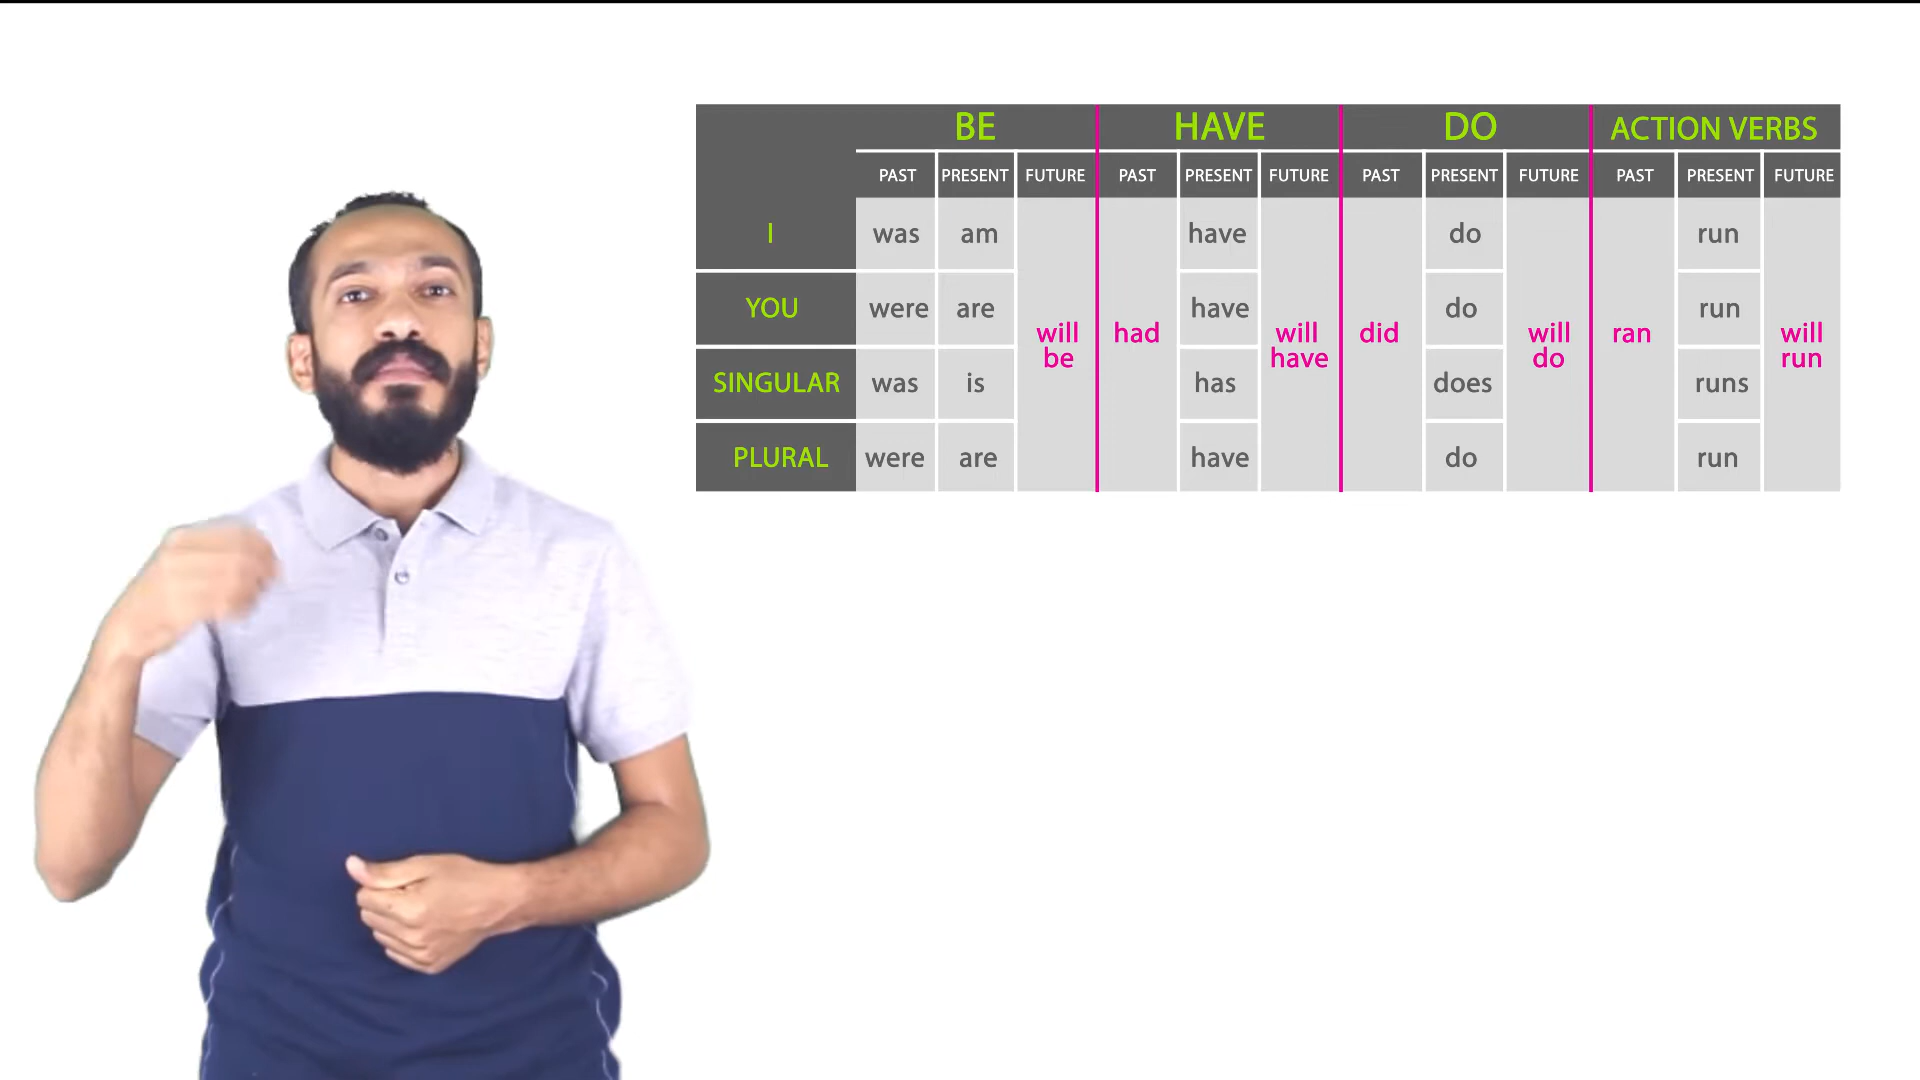 BE HAVE DO ACTION VERBS
PAST PRESENT FUTURE PAST PRESENT FUTURE PAST PRESENT FUTURE PAST PRESENT FUTURE
I was am have do run
YOU were are have do run
will be had will have did will do ran will run
SINGULAR was is has does runs
PLURAL were are have do run